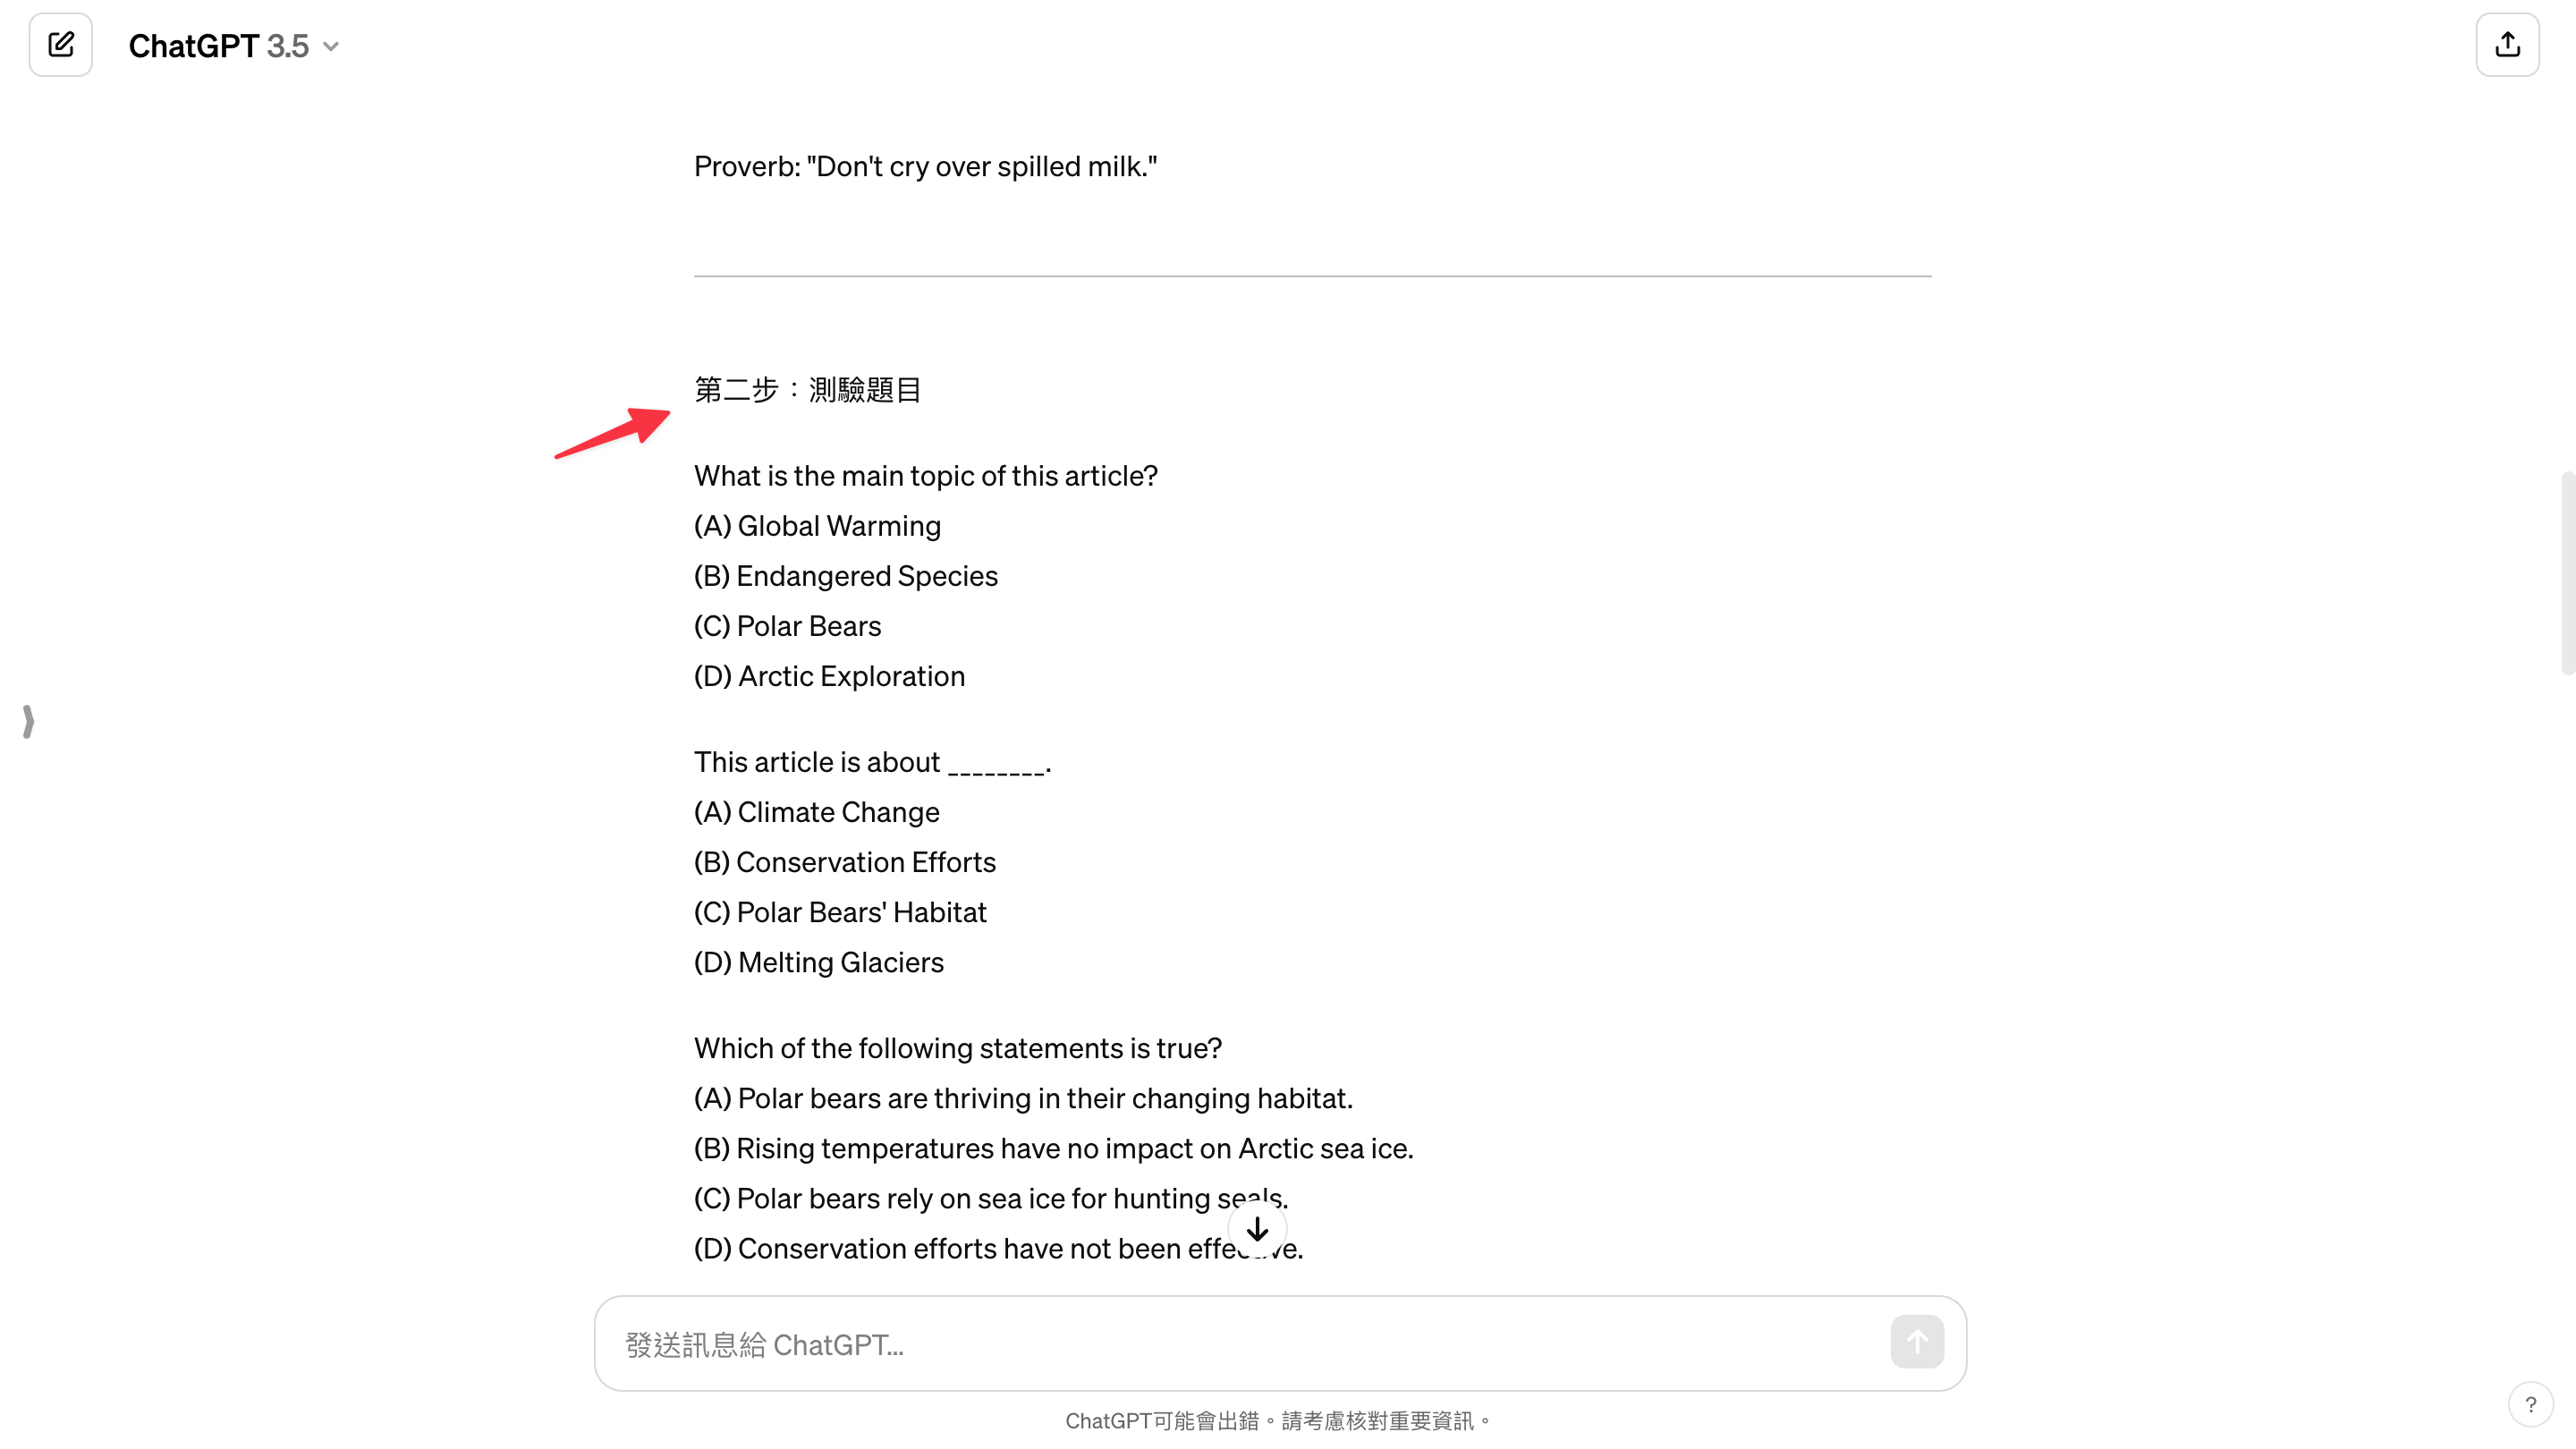 ChatGPT 3.5
Proverb: "Don't cry over spilled milk."
第二步：測驗題目
What is the main topic of this article?
(A) Global Warming
(B) Endangered Species
(C) Polar Bears
(D) Arctic Exploration
This article is about ________.
(A) Climate Change
(B) Conservation Efforts
(C) Polar Bears' Habitat
(D) Melting Glaciers
Which of the following statements is true?
(A) Polar bears are thriving in their changing habitat.
(B) Rising temperatures have no impact on Arctic sea ice.
(C) Polar bears rely on sea ice for hunting seals.
(D) Conservation efforts have not been effective.
發送訊息給 ChatGPT...
ChatGPT可能會出錯。請考慮核對重要資訊。
?